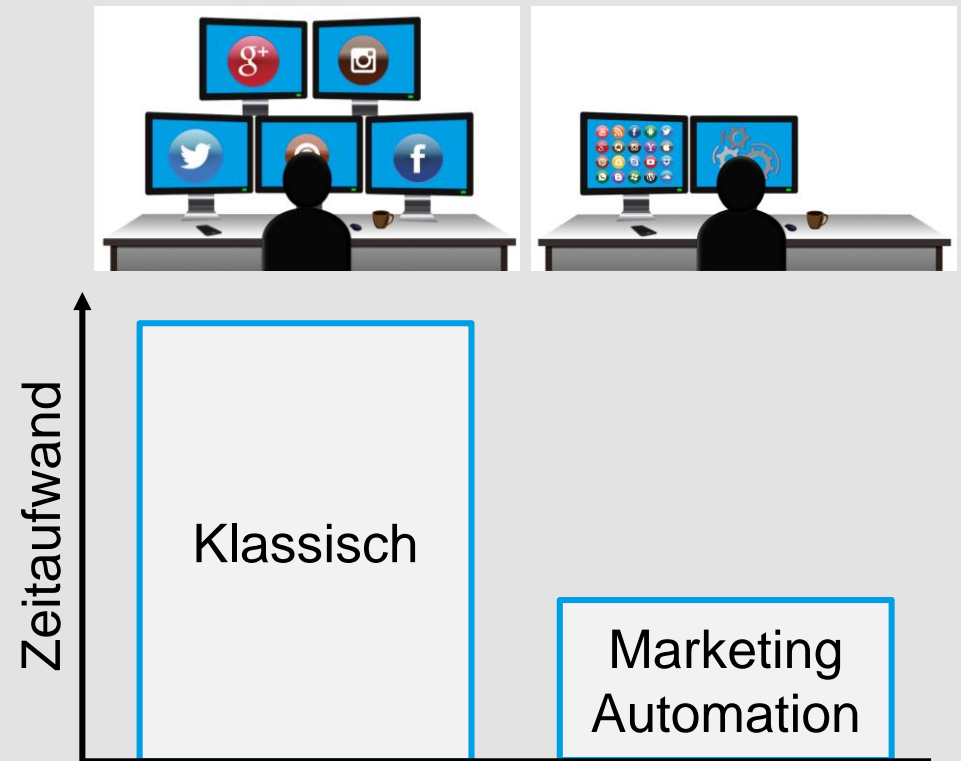 g+
f
Zeitaufwand
Klassisch
Marketing
Automation